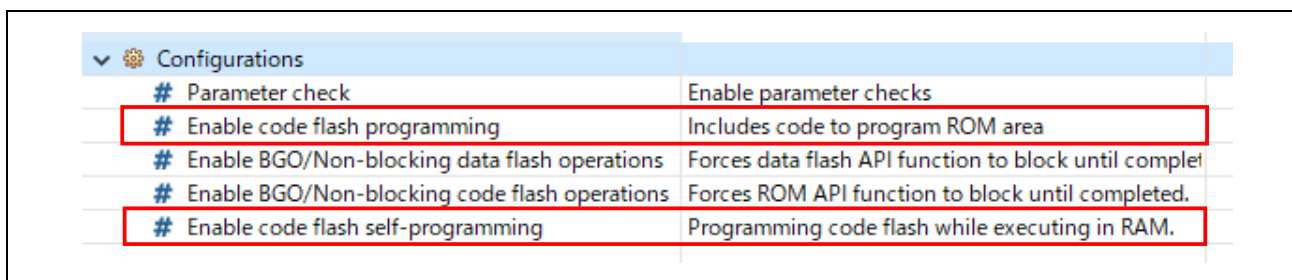 Configurations
# Parameter check Enable parameter checks
# Enable code flash programming Includes code to program ROM area
# Enable BGO/Non-blocking data flash operations Forces data flash API function to block until complet
# Enable BGO/Non-blocking code flash operations Forces ROM API function to block until completed.
# Enable code flash self-programming Programming code flash while executing in RAM.